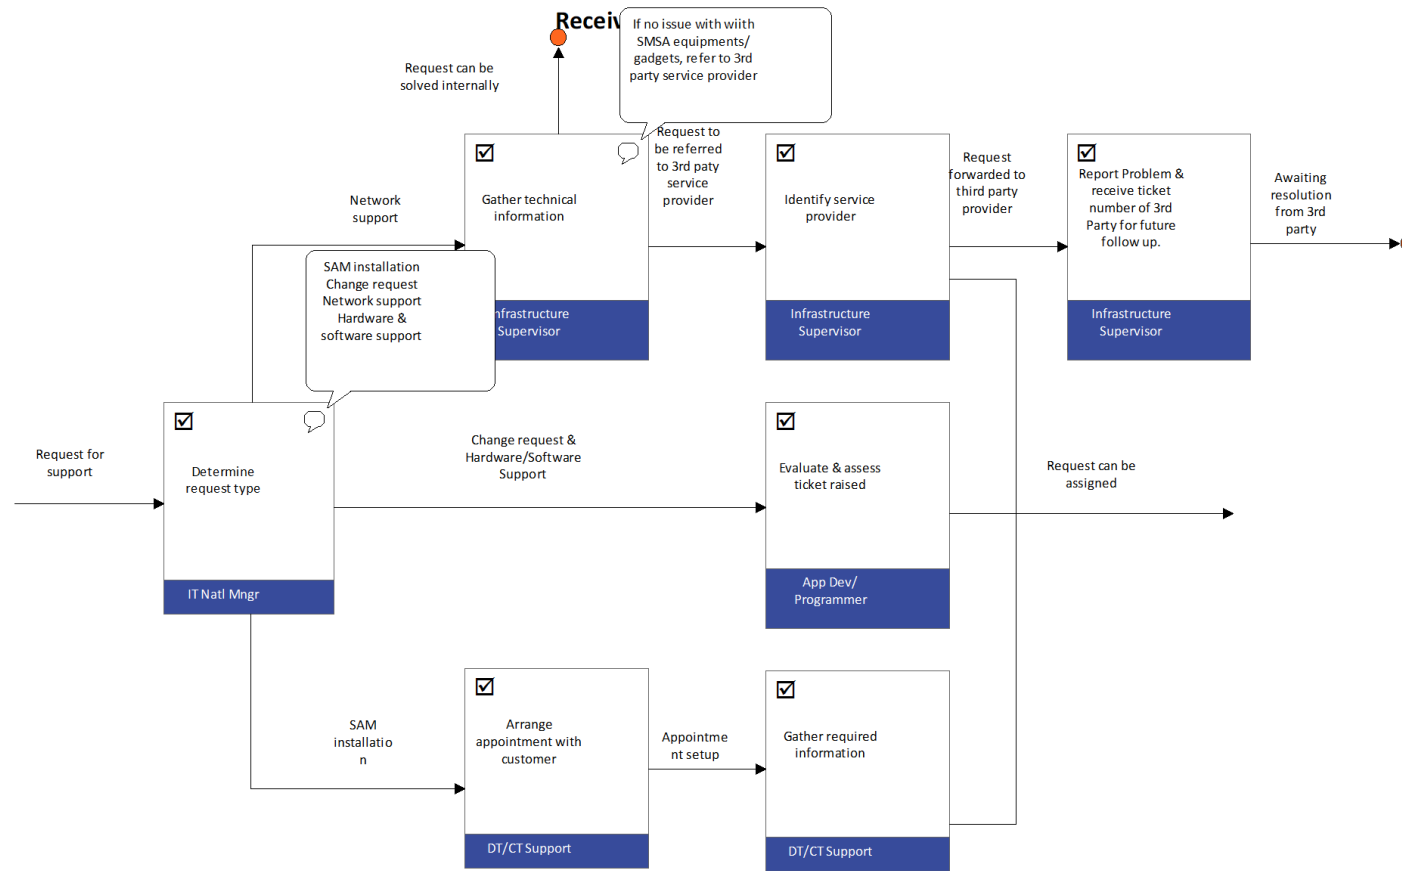 Receiv
If no issue with wiith
SMSA equipments/
gadgets, refer to 3rd
party service provider
Request can be
solved internally
Request to
be referred
to 3rd paty
service
provider
Request
forwarded to
third party
provider
Report Problem &
receive ticket
number of 3rd
Party for future
follow up.
Awaiting
resolution
from 3rd
party
Network
support
Gather technical
information
Identify service
provider
SAM installation
Change request
Network support
Hardware &
software support
nfrastructure
Supervisor
Infrastructure
Supervisor
Infrastructure
Supervisor
Request for
support
Determine
request type
Change request &
Hardware/Software
Support
Evaluate & assess
ticket raised
Request can be
assigned
IT Natl Mngr
App Dev/
Programmer
SAM
installatio
n
Arrange
appointment with
customer
Appointme
nt setup
Gather required
information
DT/CT Support
DT/CT Support